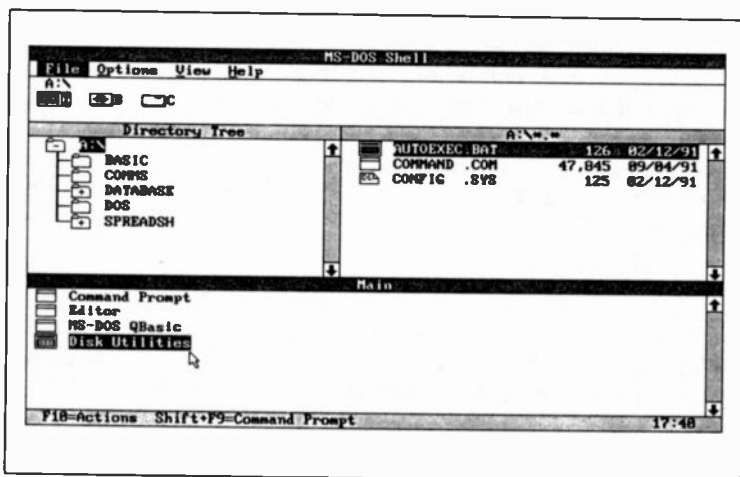 MS-DOS Shell
File Options View Help
A:\
A B C
Directory Tree
A:\
BASIC
COMMS
DATABASE
DOS
SPREADSH
A:\*.*
AUTOEXEC.BAT 126 02/12/91
COMMAND .COM 47,845 09/04/91
CONFIG .SYS 125 02/12/91
Main
Command Prompt
Editor
MS-DOS QBasic
Disk Utilities
F10=Actions Shift+F9=Command Prompt 17:40